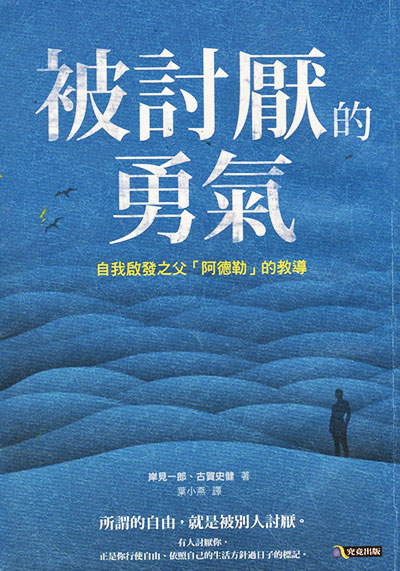 被討厭的
勇氣
自我啟發之父「阿德勒」的教導
岸見一郎、古賀史健 著
葉小燕 譯
所謂的自由，就是被別人討厭。
有人討厭你，
正是你行使自由、依照自己的生活方針過日子的標記。
究竟出版